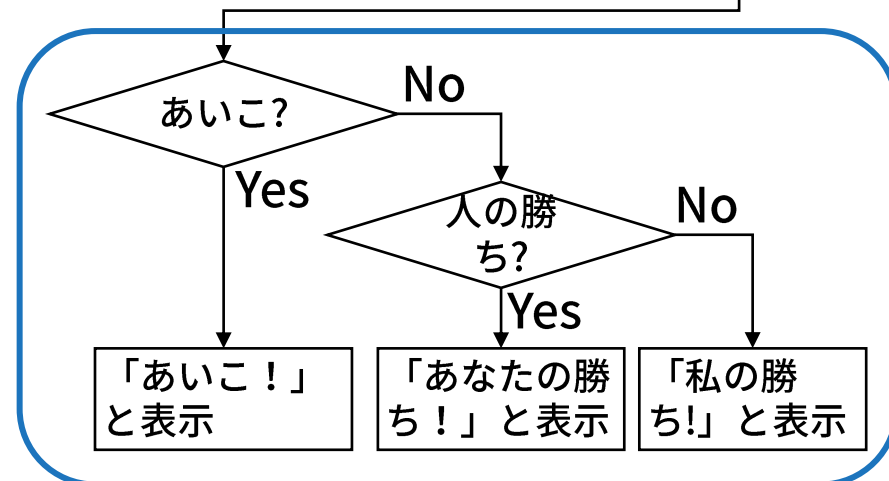 No
あいこ?
Yes
No
人の勝
ち?
Yes
「あいこ！」
と表示
「あなたの勝
ち！」と表示
「私の勝
ち!」と表示